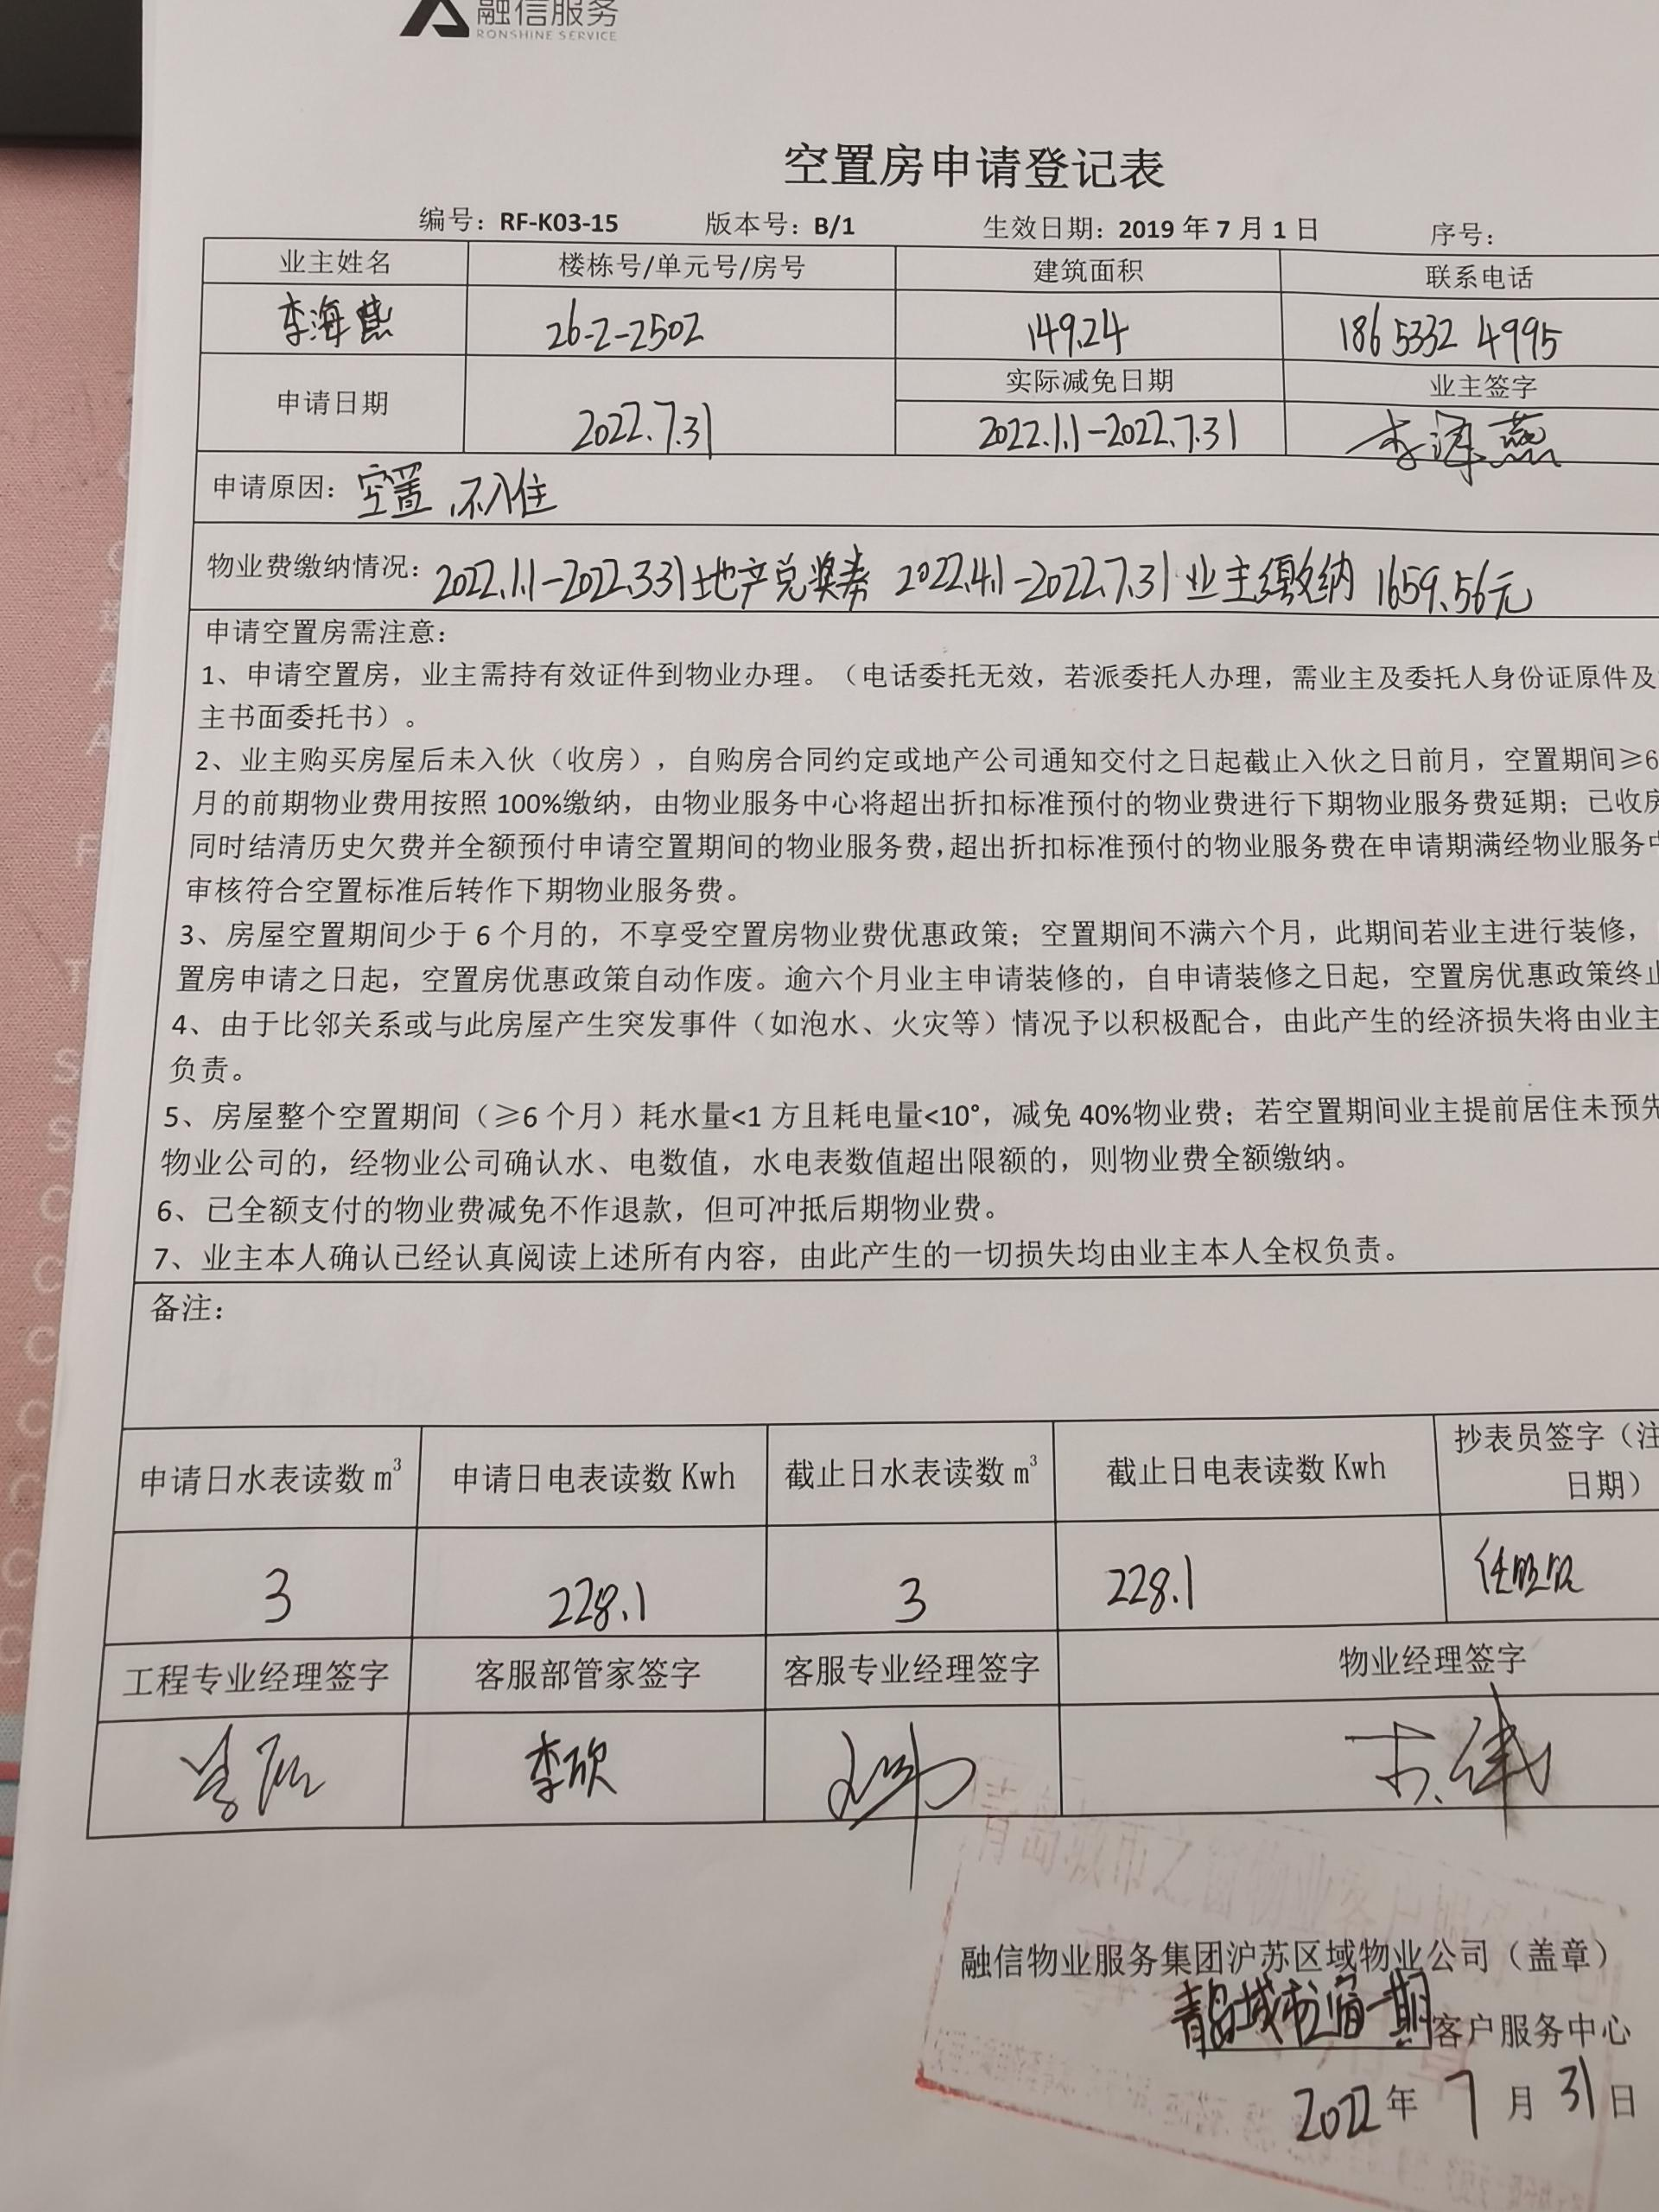 融信服务
RONSHINE SERVICE
空置房申请登记表
编号：RF-K03-15 版本号：B/1 生效日期：2019 年 7 月 1 日 序号：
业主姓名 楼栋号/单元号/房号 建筑面积 联系电话
李海燕 26-2-2502 149.24 186 5332 4995
申请日期 2022.7.31 实际减免日期 业主签字
2022.1.1-2022.7.31 李海燕
申请原因：空置、不入住
物业费缴纳情况：2022.1.1-2022.3.31地产兑奖券 2022.4.1-2022.7.31业主缴纳 1659.56元
申请空置房需注意：
1、申请空置房，业主需持有效证件到物业办理。（电话委托无效，若派委托人办理，需业主及委托人身份证原件及
主书面委托书）。
2、业主购买房屋后未入伙（收房），自购房合同约定或地产公司通知交付之日起截止入伙之日前月，空置期间≥6
月的前期物业费用按照 100%缴纳，由物业服务中心将超出折扣标准预付的物业费进行下期物业服务费延期；已收房
同时结清历史欠费并全额预付申请空置期间的物业服务费，超出折扣标准预付的物业服务费在申请期满经物业服务中
审核符合空置标准后转作下期物业服务费。
3、房屋空置期间少于 6 个月的，不享受空置房物业费优惠政策；空置期间不满六个月，此期间若业主进行装修，
置房申请之日起，空置房优惠政策自动作废。逾六个月业主申请装修的，自申请装修之日起，空置房优惠政策终止
4、由于比邻关系或与此房屋产生突发事件（如泡水、火灾等）情况予以积极配合，由此产生的经济损失将由业主
负责。
5、房屋整个空置期间（≥6 个月）耗水量<1 方且耗电量<10°，减免 40%物业费；若空置期间业主提前居住未预先
物业公司的，经物业公司确认水、电数值，水电表数值超出限额的，则物业费全额缴纳。
6、已全额支付的物业费减免不作退款，但可冲抵后期物业费。
7、业主本人确认已经认真阅读上述所有内容，由此产生的一切损失均由业主本人全权负责。
备注：
申请日水表读数 m³ 申请日电表读数 Kwh 截止日水表读数 m³ 截止日电表读数 Kwh 抄表员签字（注
日期）
3 228.1 3 228.1
工程专业经理签字 客服部管家签字 客服专业经理签字 物业经理签字
李欣
青岛城市之窗物业客户服务中心
融信物业服务集团沪苏区域物业公司（盖章）
青岛城市之窗一期客户服务中心
2022 年 7 月 31 日